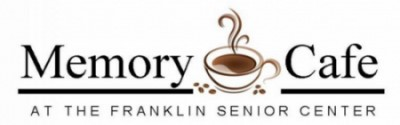 Memory Cafe
AT THE FRANKLIN SENIOR CENTER